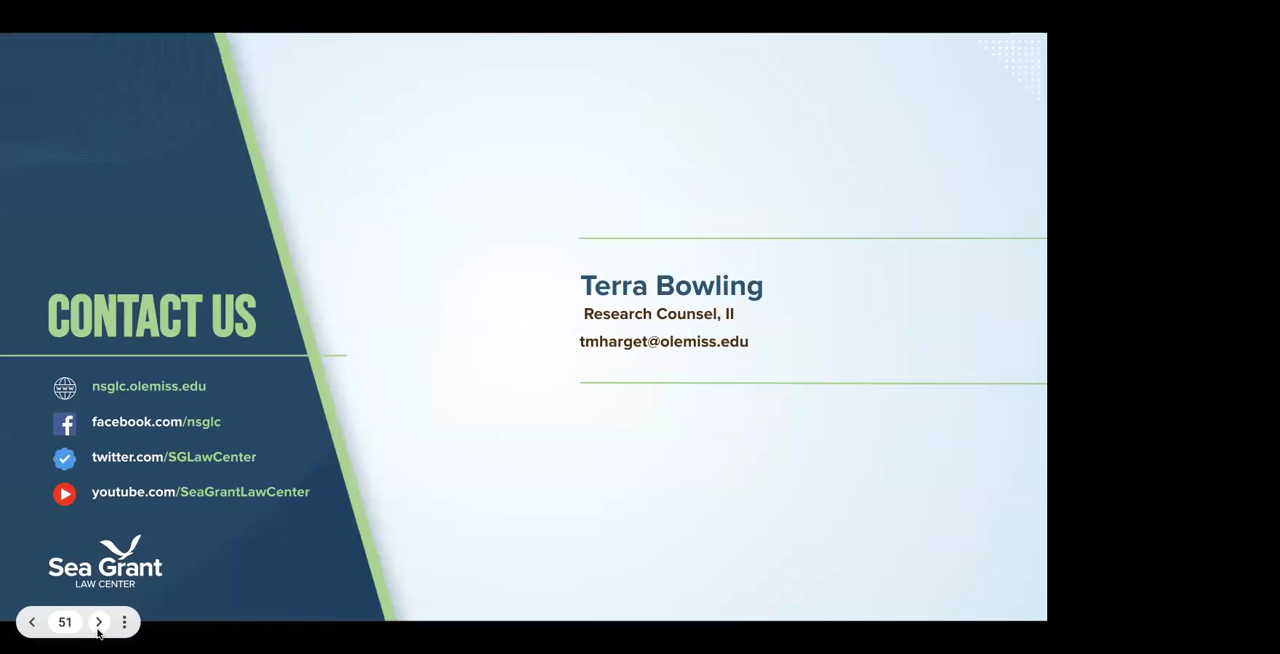 CONTACT US
nsglc.olemiss.edu
facebook.com/nsglc
twitter.com/SGLawCenter
youtube.com/SeaGrantLawCenter
Sea Grant
LAW CENTER
Terra Bowling
Research Counsel, II
tmharget@olemiss.edu
51